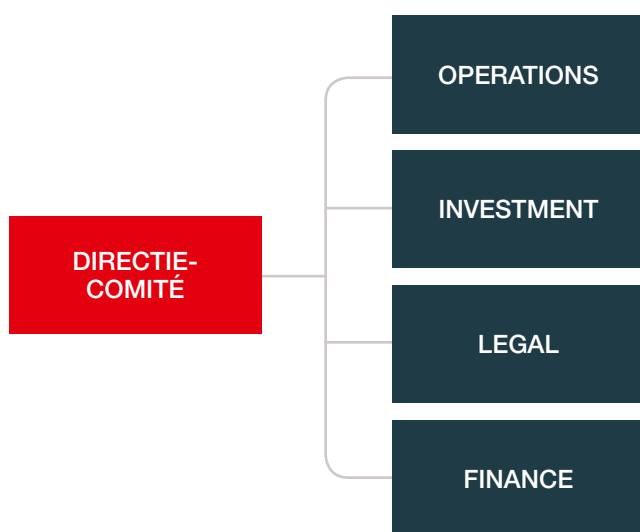 OPERATIONS
INVESTMENT
DIRECTIE-
COMITÉ
LEGAL
FINANCE